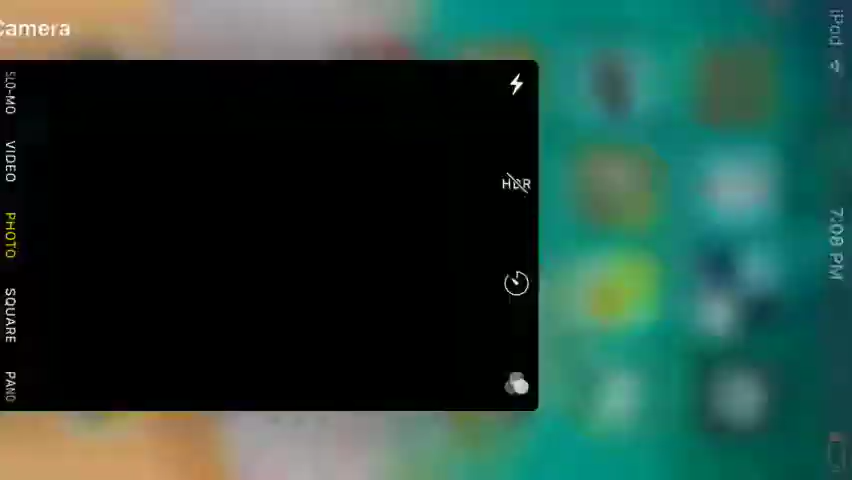 iPod
7:08 PM
Camera
HDR
SLO-MO
VIDEO
PHOTO
SQUARE
PANO